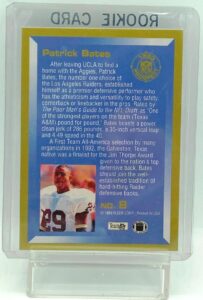 ROOKIE CARD
Patrick Bates
After leaving UCLA to find a
home with the Aggies, Patrick
Bates, the number one choice of
the Los Angeles Raiders, established
himself as a premier defensive performer who
has the athleticism and versatility to play safety,
cornerback or linebacker in the pros. Rated by
The Poor Man's Guide to the NFL Draft as "One
of the strongest players on the team (Texas
A&M) pound for pound," Bates boasts a power
clean jerk of 286 pounds, a 35-inch vertical leap
and 4.49 speed in the 40.
A First Team All-America selection by many
organizations in 1992, the Galveston, Texas
native was a finalist for the Jim Thorpe Award
given to the nation's top
defensive back. Bates
should join the well-
established tradition of
hard-hitting Raider
defensive backs.
NO. 8
29